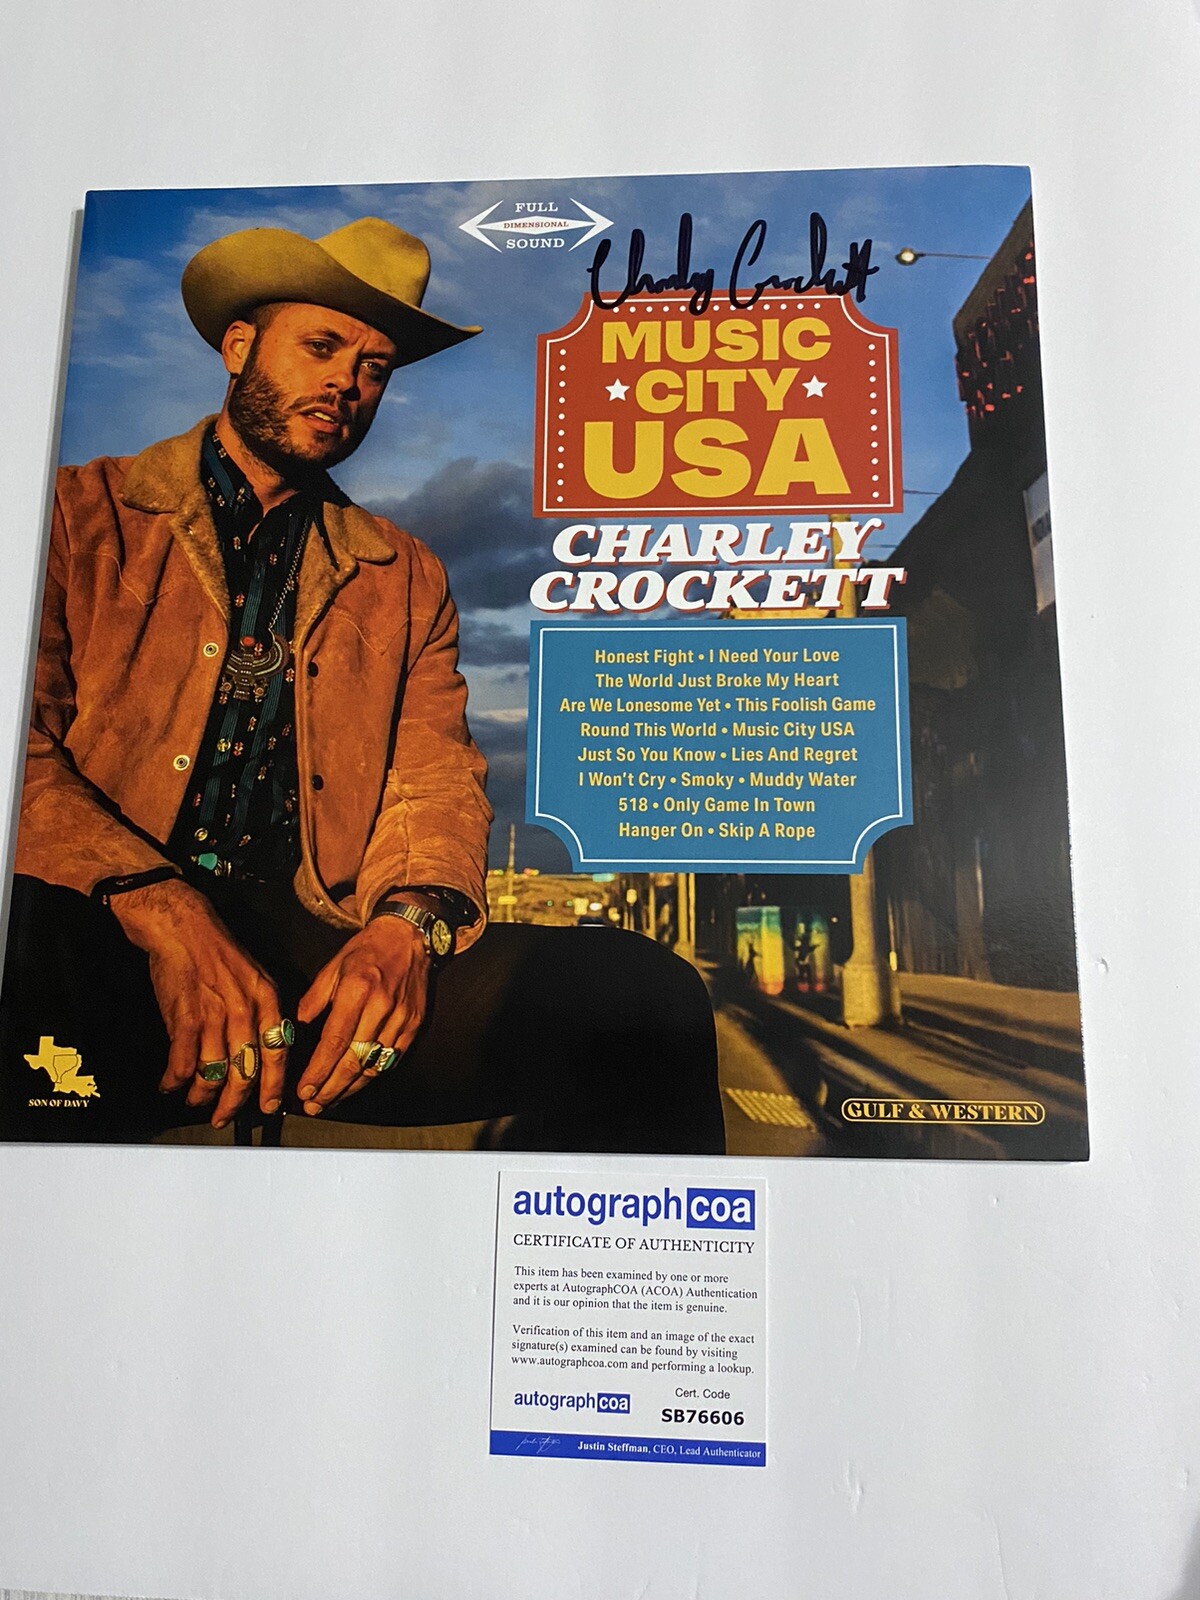 FULL
DIMENSIONAL
SOUND
Charley Crockett
MUSIC
CITY
USA
CHARLEY
CROCKETT
Honest Fight • I Need Your Love
The World Just Broke My Heart
Are We Lonesome Yet • This Foolish Game
Round This World • Music City USA
Just So You Know • Lies And Regret
I Won't Cry • Smoky • Muddy Water
518 • Only Game In Town
Hanger On • Skip A Rope
SON OF DAVY
GULF & WESTERN
autograph coa
CERTIFICATE OF AUTHENTICITY
This item has been examined by one or more
experts at AutographCOA (ACOA) Authentication
and it is our opinion that the item is genuine.
Verification of this item and an image of the exact
signature(s) examined can be found by visiting
www.autographcoa.com and performing a lookup.
autograph coa
Cert. Code
SB76606
Justin Steffman, CEO, Lead Authenticator